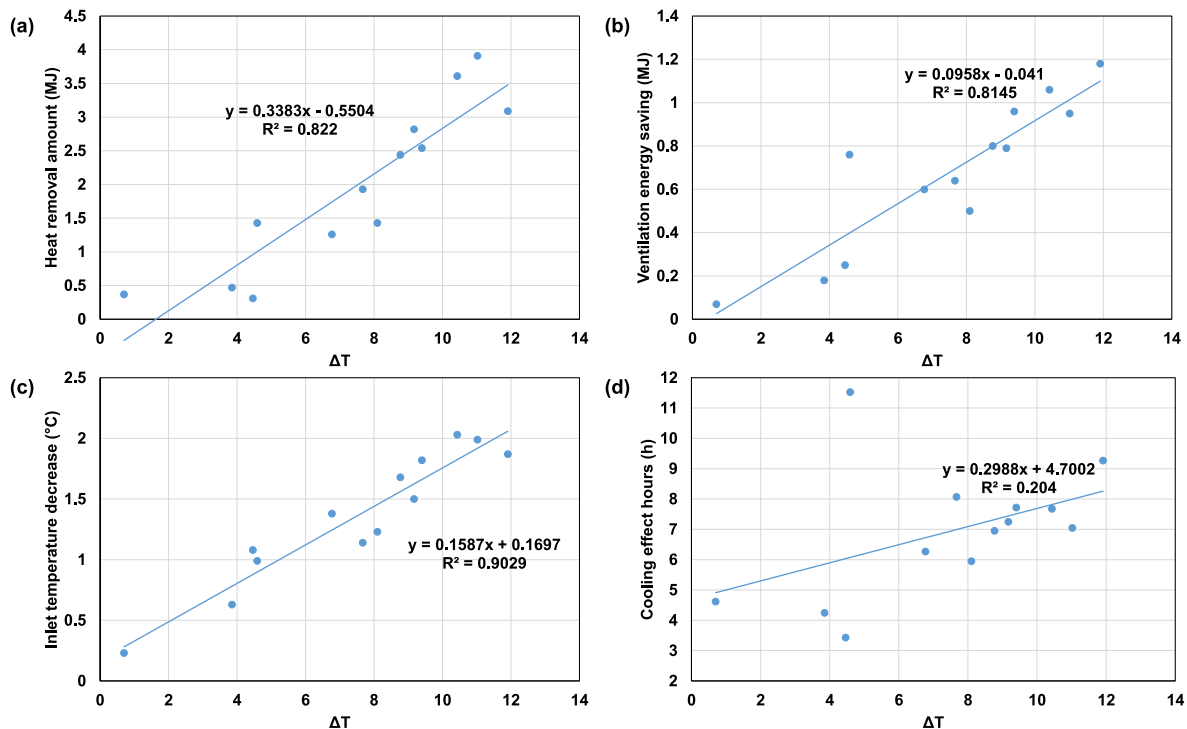 (a)
Heat removal amount (MJ)
4.5
4
3.5
3
2.5
2
1.5
1
0.5
0
y = 0.3383x - 0.5504
R² = 0.822
0 2 4 6 8 10 12 14
ΔT
(b)
Ventilation energy saving (MJ)
1.4
1.2
1
0.8
0.6
0.4
0.2
0
y = 0.0958x - 0.041
R² = 0.8145
0 2 4 6 8 10 12 14
ΔT
(c)
Inlet temperature decrease (°C)
2.5
2
1.5
1
0.5
0
y = 0.1587x + 0.1697
R² = 0.9029
0 2 4 6 8 10 12 14
ΔT
(d)
Cooling effect hours (h)
12
11
10
9
8
7
6
5
4
3
2
y = 0.2988x + 4.7002
R² = 0.204
0 2 4 6 8 10 12 14
ΔT